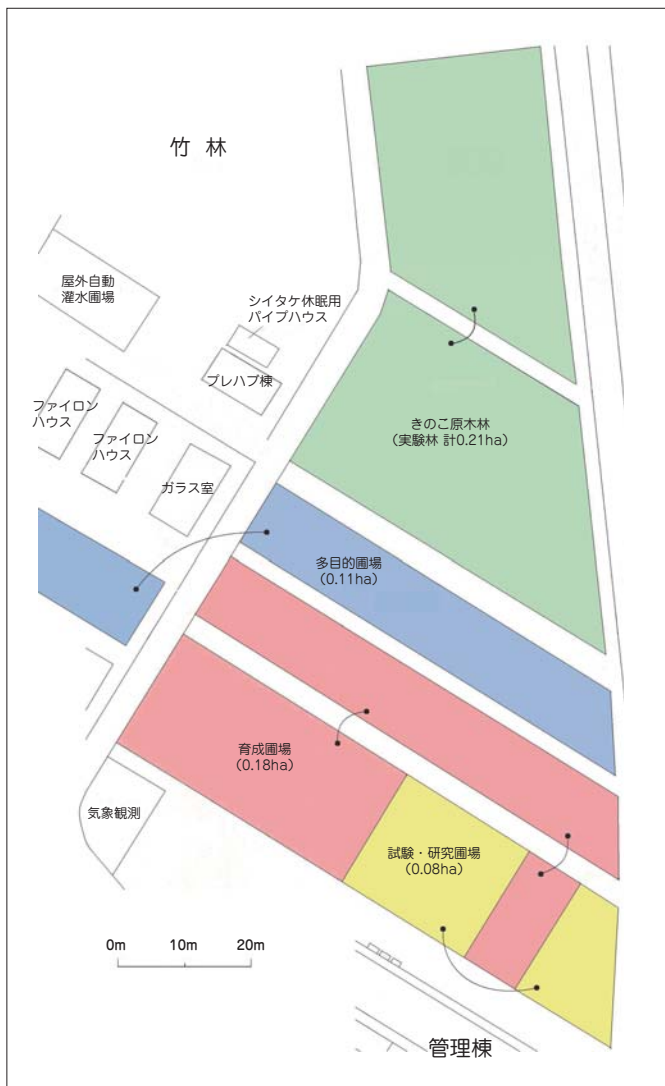 竹 林
屋外自動
灌水圃場
シイタケ休眠用
パイプハウス
プレハブ棟
ファイロン
ハウス
ファイロン
ハウス
ガラス室
きのこ原木林
（実験林 計0.21ha）
多目的圃場
（0.11ha）
育成圃場
（0.18ha）
気象観測
試験・研究圃場
（0.08ha）
0m 10m 20m
管理棟